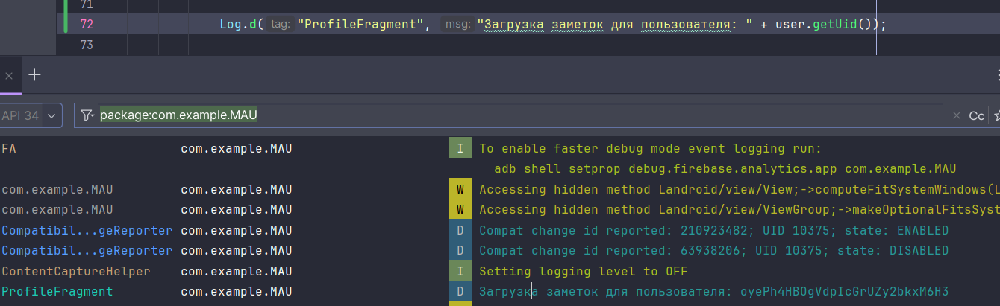 71
72 Log.d( tag: "ProfileFragment", msg: "Загрузка заметок для пользователя: " + user.getUid());
73
× +
API 34 package:com.example.MAU × Cc
FA com.example.MAU I To enable faster debug mode event logging run:
adb shell setprop debug.firebase.analytics.app com.example.MAU
com.example.MAU com.example.MAU W Accessing hidden method Landroid/view/View;->computeFitSystemWindows(L
com.example.MAU com.example.MAU W Accessing hidden method Landroid/view/ViewGroup;->makeOptionalFitsSyst
Compatibil...geReporter com.example.MAU D Compat change id reported: 210923482; UID 10375; state: ENABLED
Compatibil...geReporter com.example.MAU D Compat change id reported: 63938206; UID 10375; state: DISABLED
ContentCaptureHelper com.example.MAU I Setting logging level to OFF
ProfileFragment com.example.MAU D Загрузка заметок для пользователя: oyePh4HBOgVdpIcGrUZy2bkxM6H3